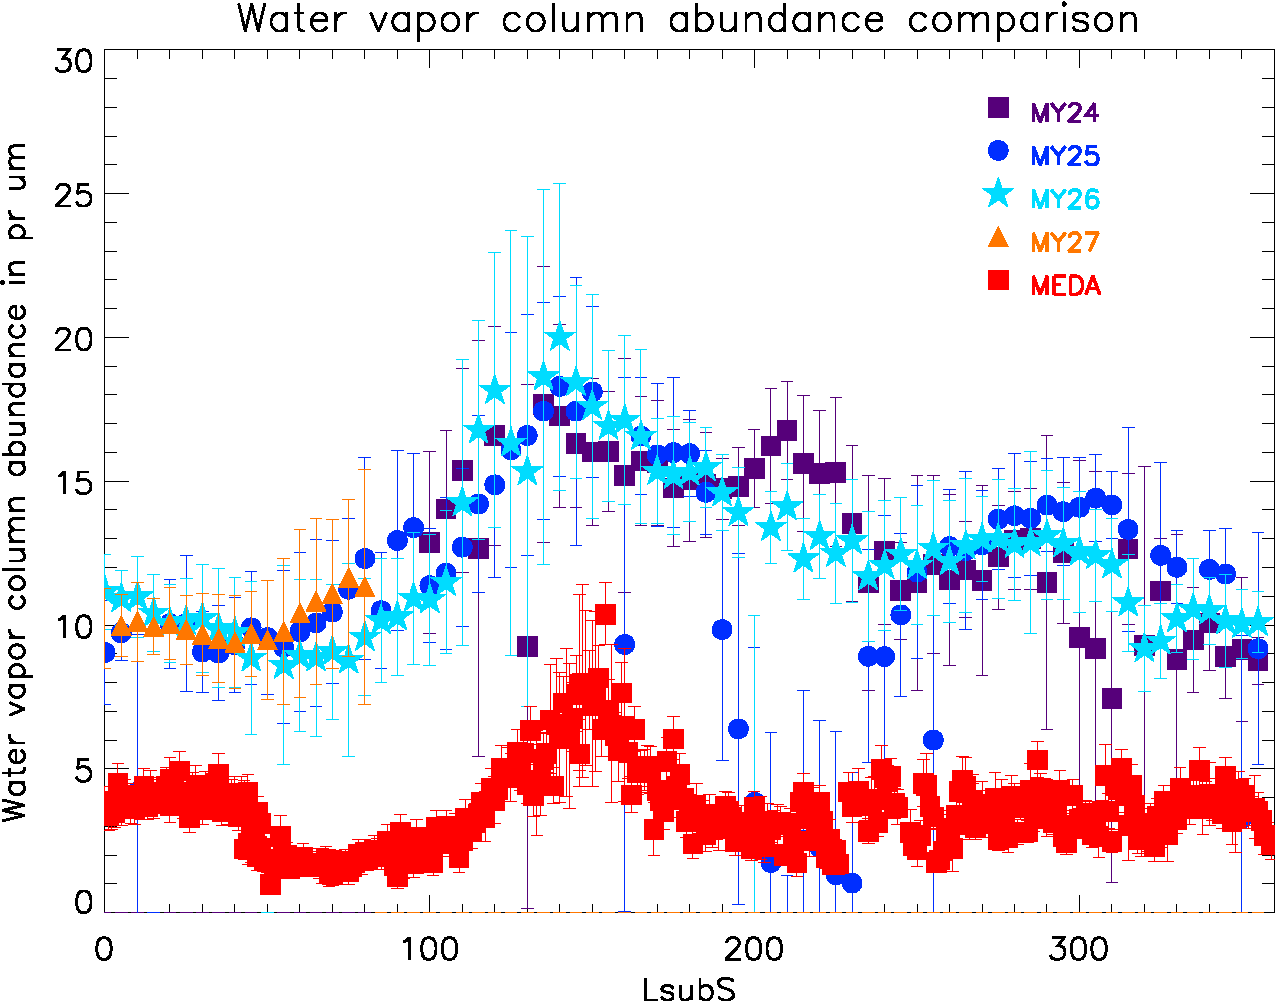 Water vapor column abundance comparison
Water vapor column abundance in pr um
30
25
20
15
10
5
0
MY24
MY25
MY26
MY27
MEDA
0 100 200 300
LsubS